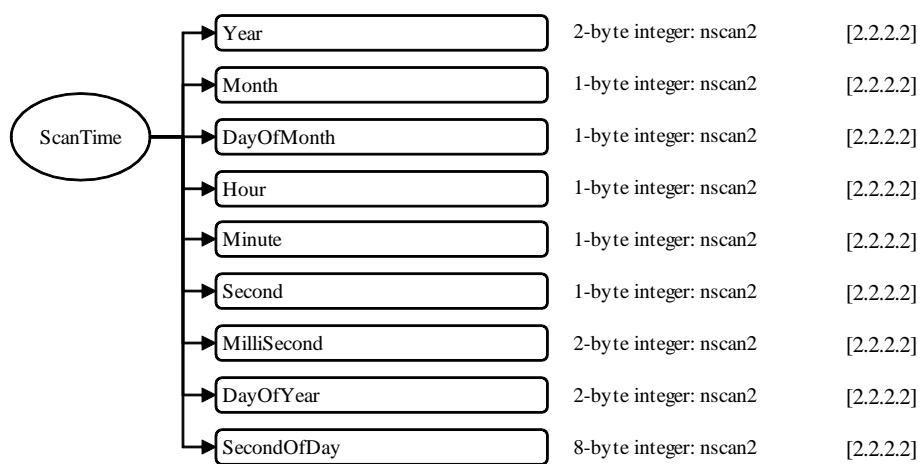 Year 2-byte integer: nscan2 [2.2.2.2]
Month 1-byte integer: nscan2 [2.2.2.2]
ScanTime
DayOfMonth 1-byte integer: nscan2 [2.2.2.2]
Hour 1-byte integer: nscan2 [2.2.2.2]
Minute 1-byte integer: nscan2 [2.2.2.2]
Second 1-byte integer: nscan2 [2.2.2.2]
MilliSecond 2-byte integer: nscan2 [2.2.2.2]
DayOfYear 2-byte integer: nscan2 [2.2.2.2]
SecondOfDay 8-byte integer: nscan2 [2.2.2.2]